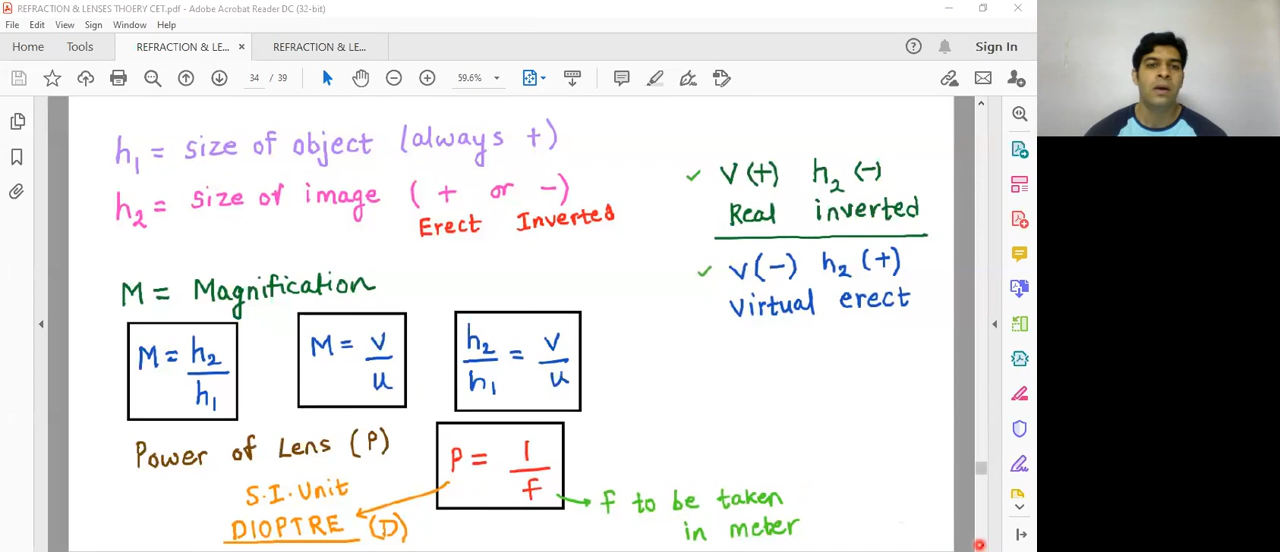 REFRACTION & LENSES THOERY CET.pdf - Adobe Acrobat Reader DC (32-bit)
File Edit View Sign Window Help
Home Tools REFRACTION & LE... × REFRACTION & LE... Sign In
34 / 39 59.6%
h₁ = size of object (always +)
h₂ = size of image ( + or -)
Erect Inverted
✓ V(+) h₂ (-)
Real inverted
✓ V(-) h₂ (+)
Virtual erect
M = Magnification
M = h₂/h₁
M = v/u
h₂/h₁ = v/u
Power of Lens (P)
P = 1/f
S.I. Unit
DIOPTRE (D)
f to be taken
in meter